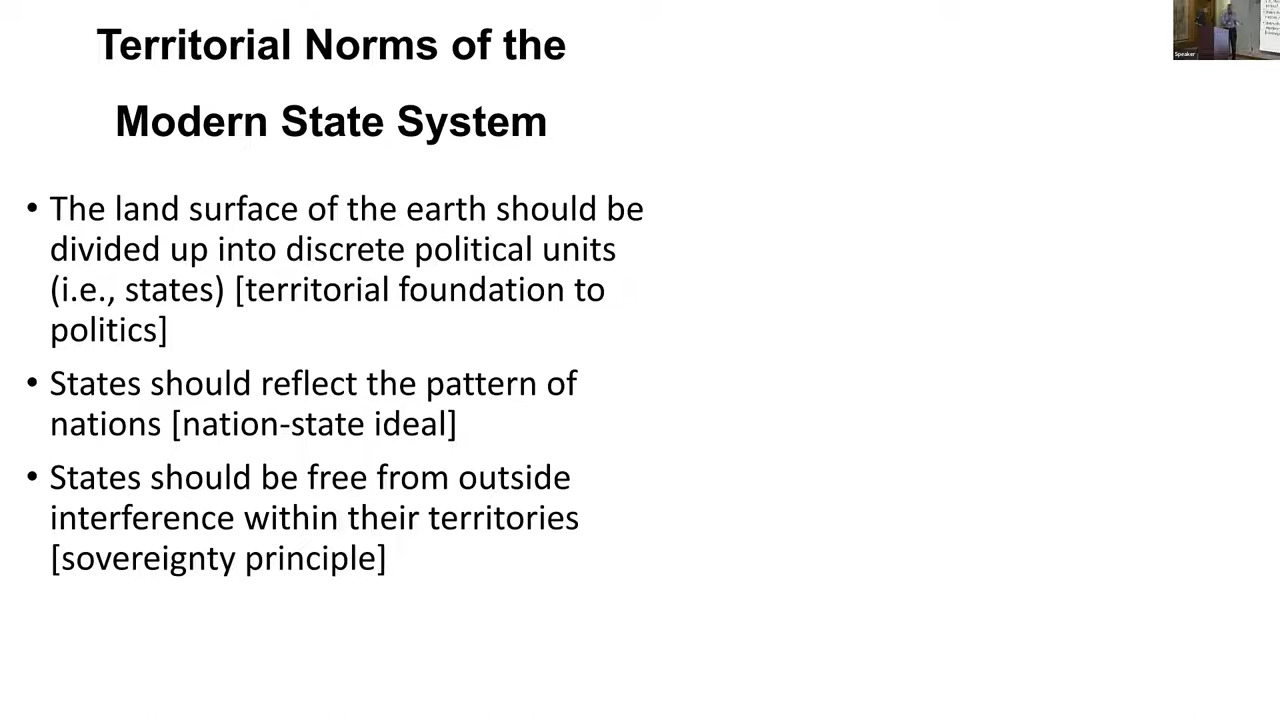 Territorial Norms of the
Modern State System
• The land surface of the earth should be
divided up into discrete political units
(i.e., states) [territorial foundation to
politics]
• States should reflect the pattern of
nations [nation-state ideal]
• States should be free from outside
interference within their territories
[sovereignty principle]
Speaker